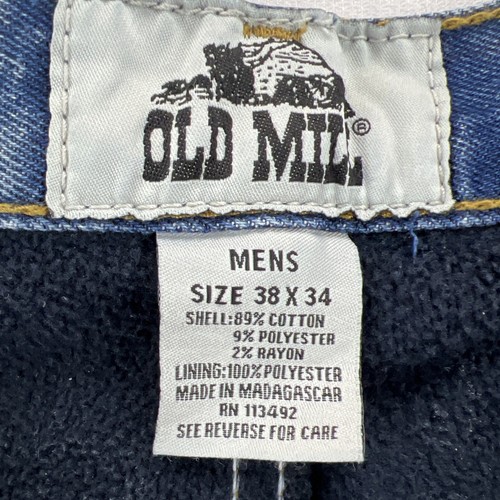 OLD MILL®
MENS
SIZE 38 X 34
SHELL:89% COTTON
9% POLYESTER
2% RAYON
LINING:100% POLYESTER
MADE IN MADAGASCAR
RN 113492
SEE REVERSE FOR CARE